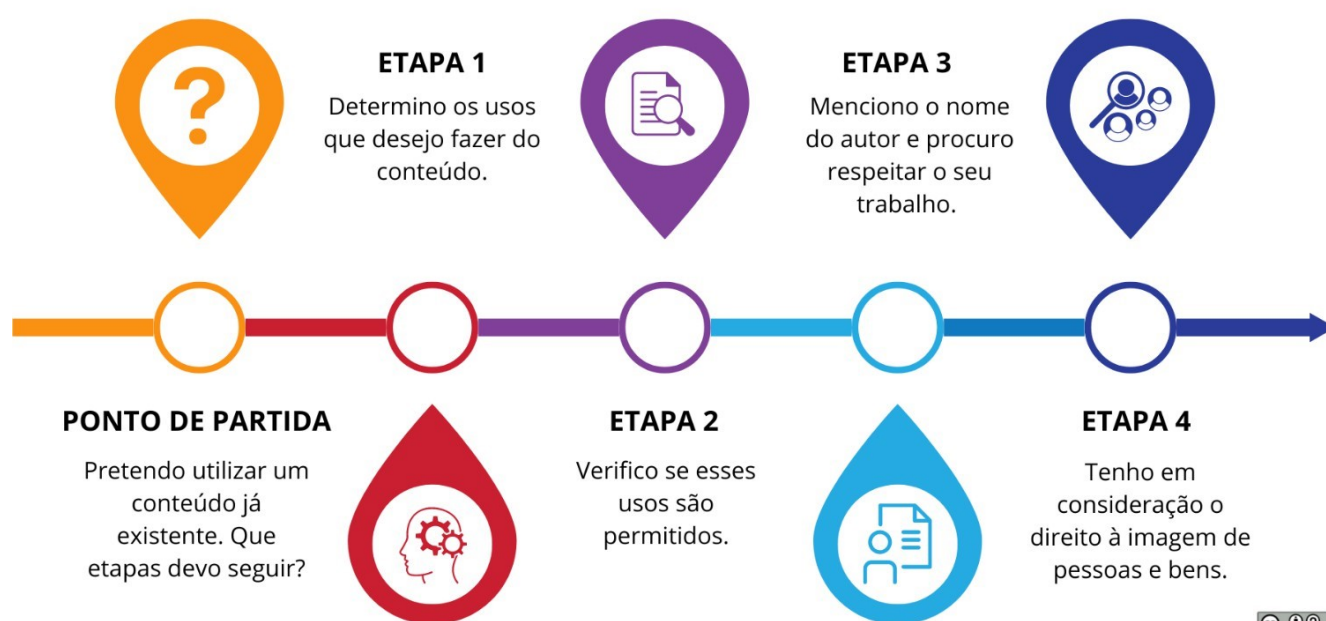 PONTO DE PARTIDA
Pretendo utilizar um
conteúdo já
existente. Que
etapas devo seguir?
ETAPA 1
Determino os usos
que desejo fazer do
conteúdo.
ETAPA 2
Verifico se esses
usos são
permitidos.
ETAPA 3
Menciono o nome
do autor e procuro
respeitar o seu
trabalho.
ETAPA 4
Tenho em
consideração o
direito à imagem de
pessoas e bens.